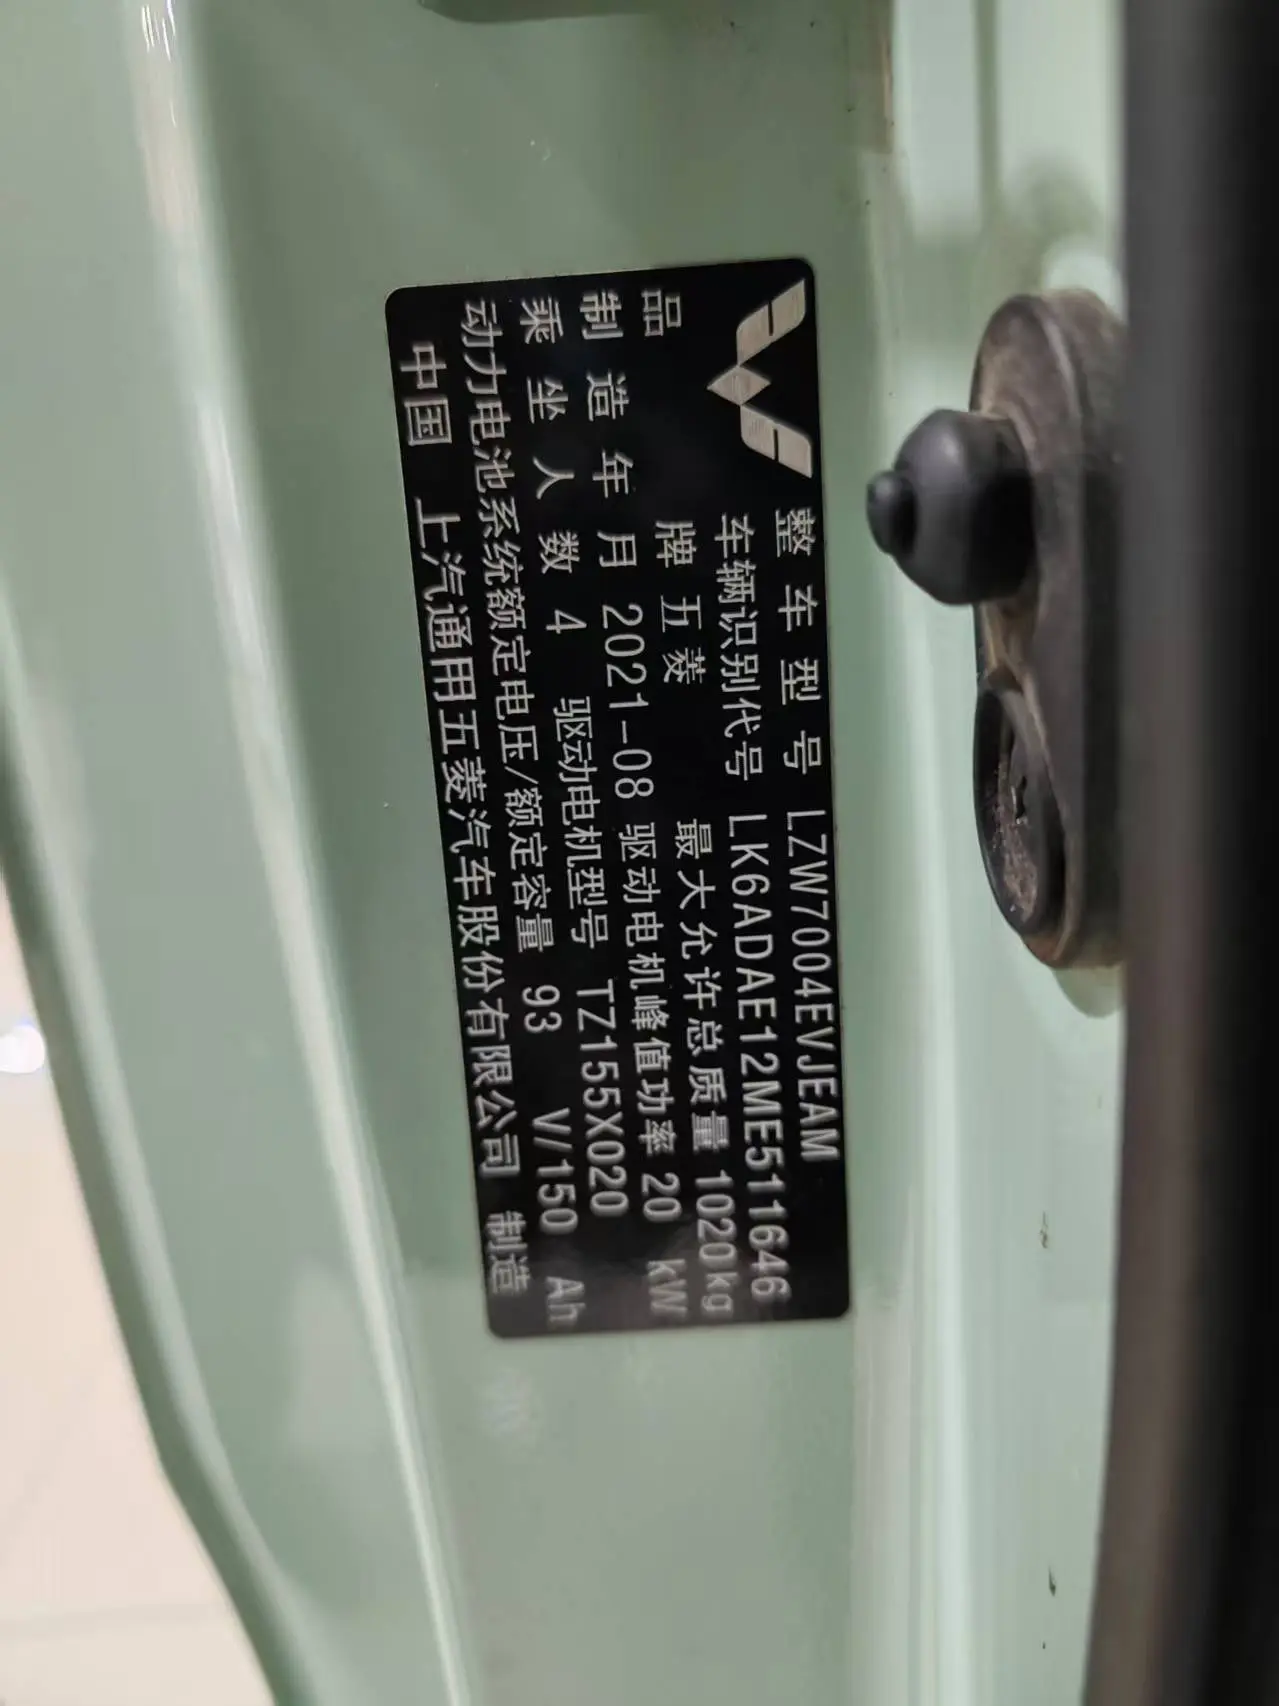 整车型号 LZW7004EVJEAM
车辆识别代号 LK6ADAE12ME511646
品牌 五菱 最大允许总质量 1020kg
制造年月 2021-08 驱动电机峰值功率 20 kW
乘坐人数 4 驱动电机型号 TZ155X020
动力电池系统额定电压/额定容量 93 V/150 Ah
中国 上汽通用五菱汽车股份有限公司 制造